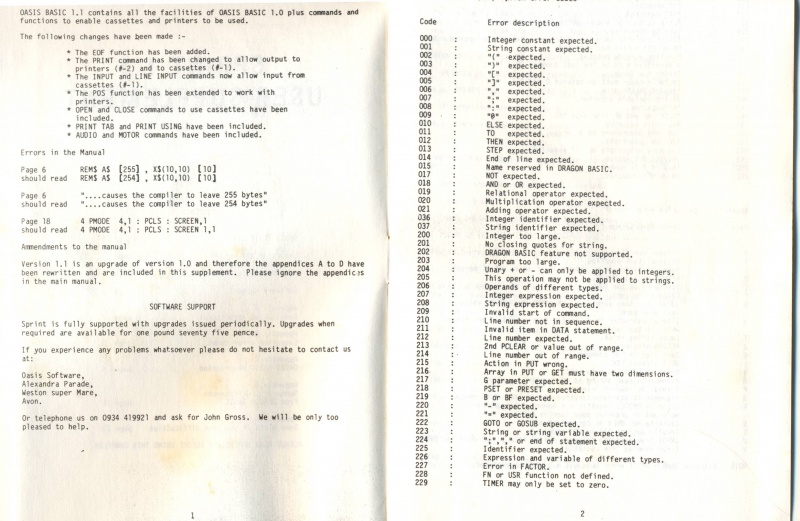 OASIS BASIC 1.1 contains all the facilities of OASIS BASIC 1.0 plus commands and
functions to enable cassettes and printers to be used.
The following changes have been made :-
* The EOF function has been added.
* The PRINT command has been changed to allow output to
printers (#-2) and to cassettes (#-1).
* The INPUT and LINE INPUT commands now allow input from
cassettes (#-1).
* The POS function has been extended to work with
printers.
* OPEN and CLOSE commands to use cassettes have been
included.
* PRINT TAB and PRINT USING have been included.
* AUDIO and MOTOR commands have been included.
Errors in the Manual
Page 6 REM$ A$ [255] , X$(10,10) [10]
should read REM$ A$ [254] , X$(10,10) [10]
Page 6 "....causes the compiler to leave 255 bytes"
should read "....causes the compiler to leave 254 bytes"
Page 18 4 PMODE 4,1 : PCLS : SCREEN,1
should read 4 PMODE 4,1 : PCLS : SCREEN 1,1
Ammendments to the manual
Version 1.1 is an upgrade of version 1.0 and therefore the appendices A to D have
been rewritten and are included in this supplement. Please ignore the appendices
in the main manual.
SOFTWARE SUPPORT
Sprint is fully supported with upgrades issued periodically. Upgrades when
required are available for one pound seventy five pence.
If you experience any problems whatsoever please do not hesitate to contact us
at:
Oasis Software,
Alexandra Parade,
Weston super Mare,
Avon.
Or telephone us on 0934 419921 and ask for John Gross. We will be only too
pleased to help.
1
Code Error description
000 : Integer constant expected.
001 : String constant expected.
002 : "(" expected.
003 : ")" expected.
004 : "[" expected.
005 : "]" expected.
006 : "," expected.
007 : ";" expected.
008 : ":" expected.
009 : "@" expected.
010 : ELSE expected.
011 : TO expected.
012 : THEN expected.
013 : STEP expected.
014 : End of line expected.
015 : Name reserved in DRAGON BASIC.
017 : NOT expected.
018 : AND or OR expected.
019 : Relational operator expected.
020 : Multiplication operator expected.
021 : Adding operator expected.
036 : Integer identifier expected.
037 : String identifier expected.
200 : Integer too large.
201 : No closing quotes for string.
202 : DRAGON BASIC feature not supported.
203 : Program too large.
204 : Unary + or - can only be applied to integers.
205 : This operation may not be applied to strings.
206 : Operands of different types.
207 : Integer expression expected.
208 : String expression expected.
209 : Invalid start of command.
210 : Line number not in sequence.
211 : Invalid item in DATA statement.
212 : Line number expected.
213 : 2nd PCLEAR or value out of range.
214 : Line number out of range.
215 : Action in PUT wrong.
216 : Array in PUT or GET must have two dimensions.
217 : G parameter expected.
218 : PSET or PRESET expected.
219 : B or BF expected.
220 : "-" expected.
221 : "=" expected.
222 : GOTO or GOSUB expected.
223 : String or string variable expected.
224 : ";","," or end of statement expected.
225 : Identifier expected.
226 : Expression and variable of different types.
227 : Error in FACTOR.
228 : FN or USR function not defined.
229 : TIMER may only be set to zero.
2